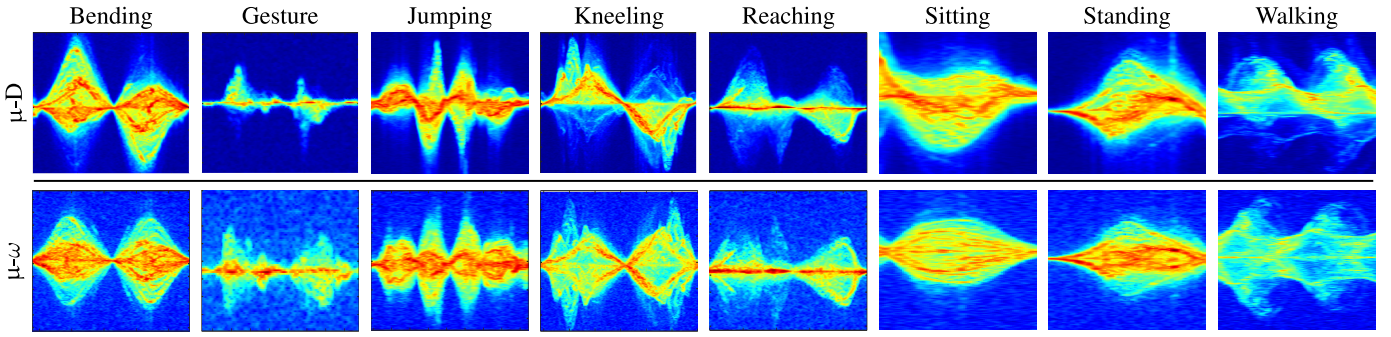 Bending Gesture Jumping Kneeling Reaching Sitting Standing Walking
μ-D
μ-ω